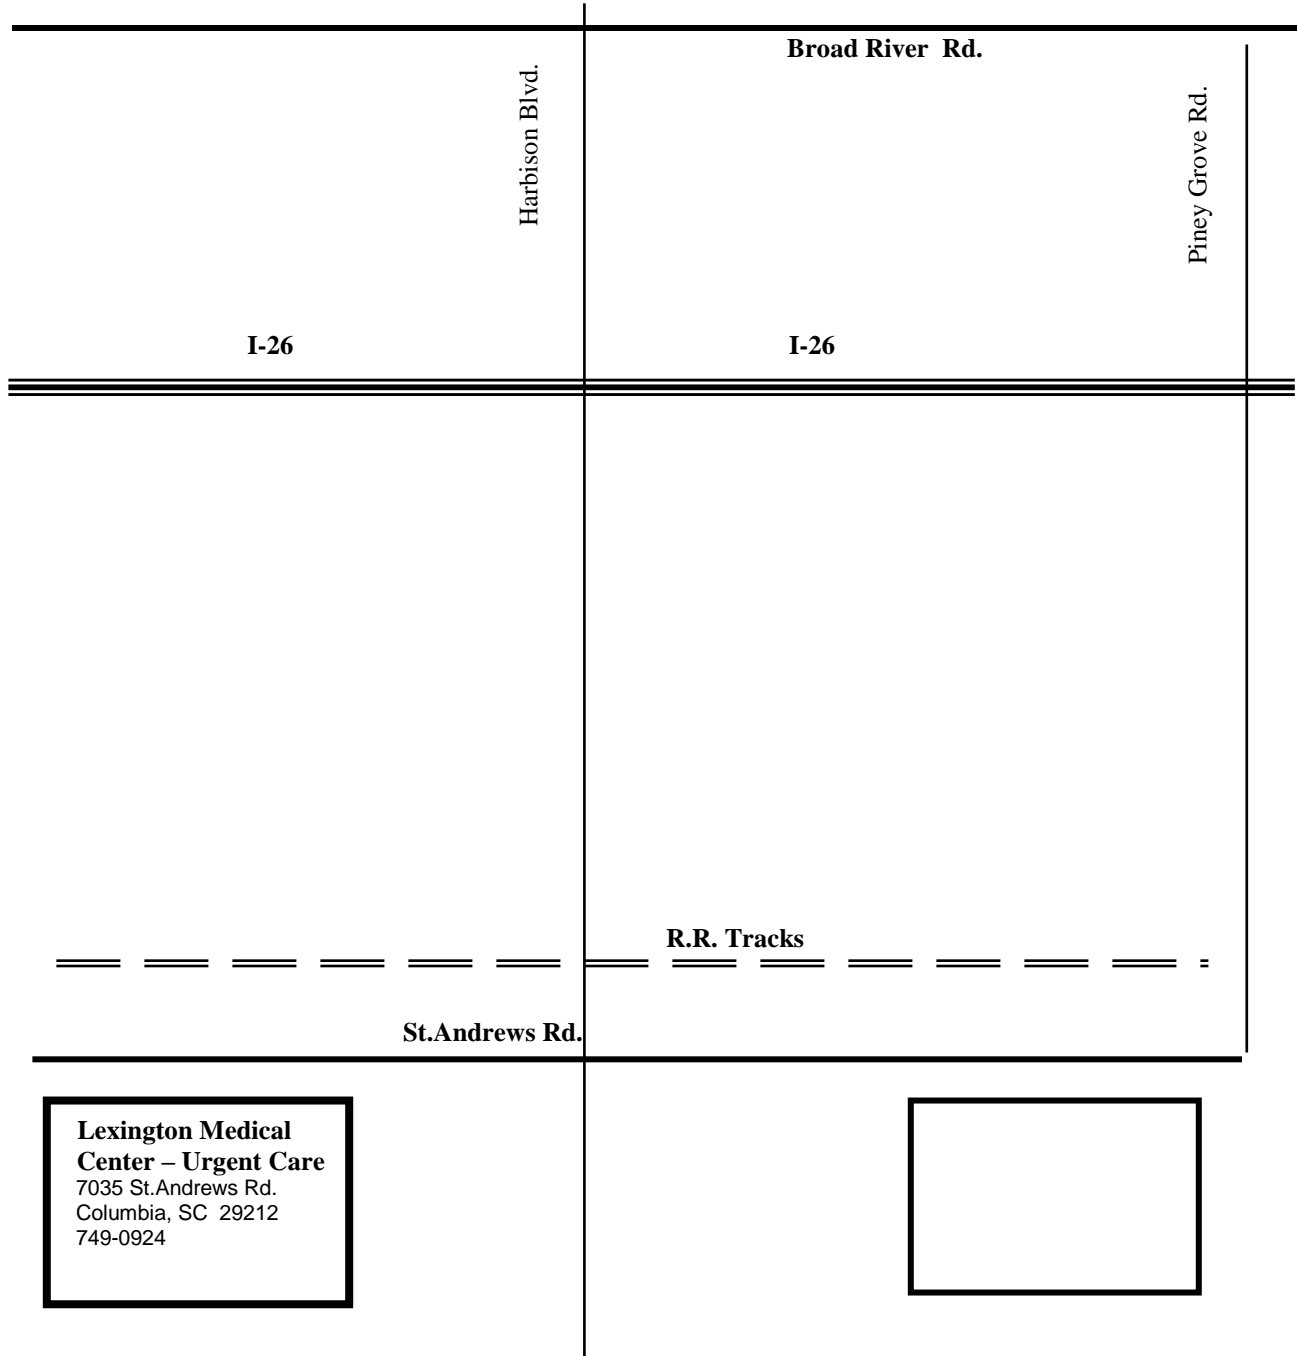 Broad River  Rd.
Harbison Blvd.
Piney Grove Rd.
I-26
I-26
R.R. Tracks
St.Andrews Rd.
Lexington Medical
Center – Urgent Care
7035 St.Andrews Rd.
Columbia, SC  29212
749-0924